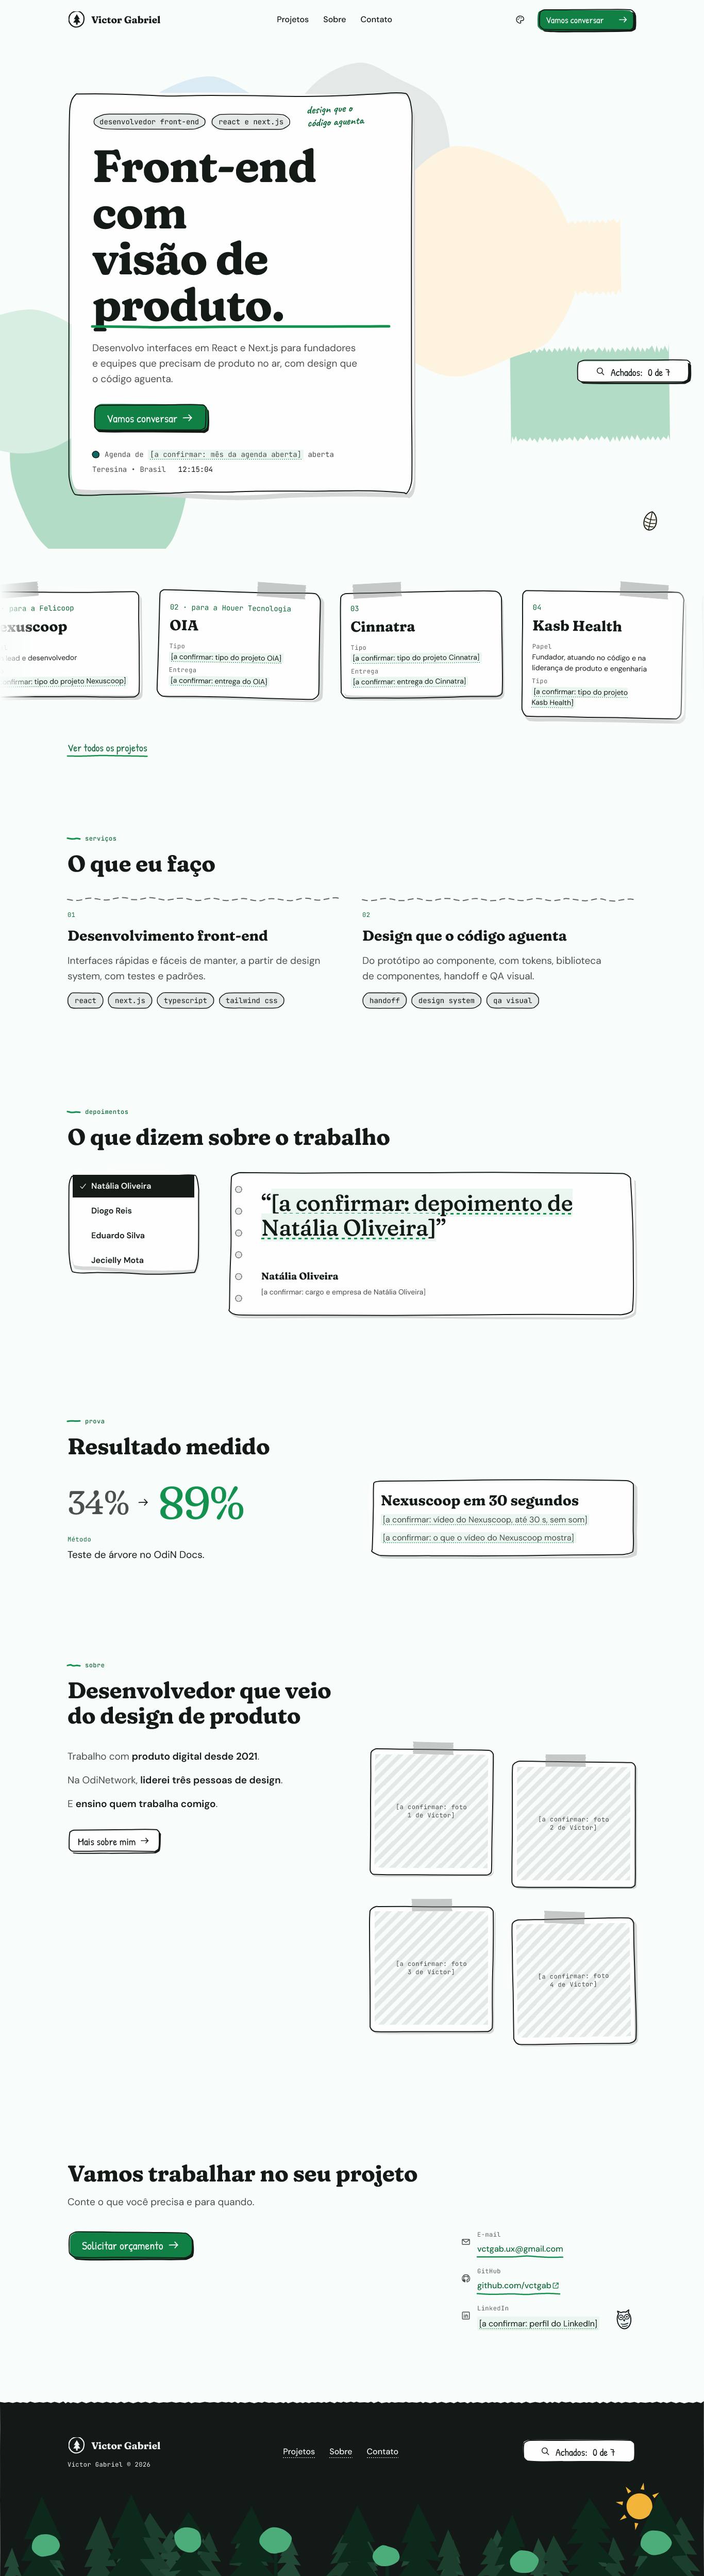 Victor Gabriel
Projetos Sobre Contato
Vamos conversar
desenvolvedor front-end
react e next.js
design que o
código aguenta
Front-end
com
visão de
produto.
Desenvolvo interfaces em React e Next.js para fundadores
e equipes que precisam de produto no ar, com design que
o código aguenta.
Vamos conversar
Achados: 0 de 7
Agenda de [a confirmar: mês da agenda aberta] aberta
Teresina • Brasil 12:15:04
para a Felicoop
exuscoop
lead e desenvolvedor
nfirmar: tipo do projeto Nexuscoop]
02 - para a Houer Tecnologia
OIA
Tipo
[a confirmar: tipo do projeto OIA]
Entrega
[a confirmar: entrega do OIA]
03
Cinnatra
Tipo
[a confirmar: tipo do projeto Cinnatra]
Entrega
[a confirmar: entrega do Cinnatra]
04
Kasb Health
Papel
Fundador, atuando no código e na
liderança de produto e engenharia
Tipo
[a confirmar: tipo do projeto
Kasb Health]
Ver todos os projetos
serviços
O que eu faço
01
Desenvolvimento front-end
Interfaces rápidas e fáceis de manter, a partir de design
system, com testes e padrões.
react next.js typescript tailwind css
02
Design que o código aguenta
Do protótipo ao componente, com tokens, biblioteca
de componentes, handoff e QA visual.
handoff design system qa visual
depoimentos
O que dizem sobre o trabalho
Natália Oliveira
Diogo Reis
Eduardo Silva
Jecielly Mota
“[a confirmar: depoimento de
Natália Oliveira]”
Natália Oliveira
[a confirmar: cargo e empresa de Natália Oliveira]
prova
Resultado medido
34% → 89%
Método
Teste de árvore no OdiN Docs.
Nexuscoop em 30 segundos
[a confirmar: vídeo do Nexuscoop, até 30 s, sem som]
[a confirmar: o que o vídeo do Nexuscoop mostra]
sobre
Desenvolvedor que veio
do design de produto
Trabalho com produto digital desde 2021.
Na OdiNetwork, liderei três pessoas de design.
E ensino quem trabalha comigo.
Mais sobre mim
[a confirmar: foto
1 de Victor]
[a confirmar: foto
2 de Victor]
[a confirmar: foto
3 de Victor]
[a confirmar: foto
4 de Victor]
Vamos trabalhar no seu projeto
Conte o que você precisa e para quando.
Solicitar orçamento
E-mail
vctgab.ux@gmail.com
GitHub
github.com/vctgab
LinkedIn
[a confirmar: perfil do LinkedIn]
Victor Gabriel
Victor Gabriel © 2026
Projetos Sobre Contato
Achados: 0 de 7